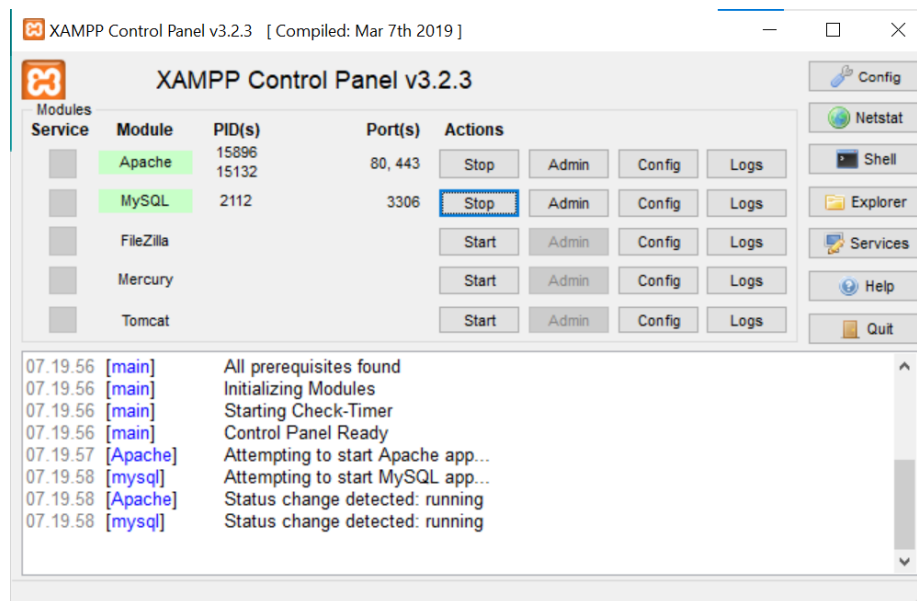 XAMPP Control Panel v3.2.3 [ Compiled: Mar 7th 2019 ]
XAMPP Control Panel v3.2.3
Config
Modules
Service Module PID(s) Port(s) Actions
Netstat
Apache 15896 15132 80, 443 Stop Admin Config Logs
Shell
MySQL 2112 3306 Stop Admin Config Logs
Explorer
FileZilla Start Admin Config Logs
Services
Mercury Start Admin Config Logs
Help
Tomcat Start Admin Config Logs
Quit
07.19.56 [main] All prerequisites found
07.19.56 [main] Initializing Modules
07.19.56 [main] Starting Check-Timer
07.19.56 [main] Control Panel Ready
07.19.57 [Apache] Attempting to start Apache app...
07.19.58 [mysql] Attempting to start MySQL app...
07.19.58 [Apache] Status change detected: running
07.19.58 [mysql] Status change detected: running